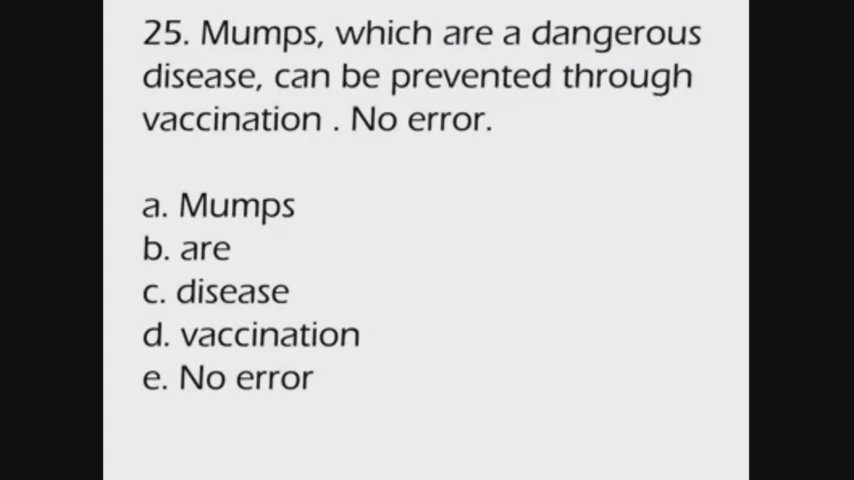 25. Mumps, which are a dangerous
disease, can be prevented through
vaccination . No error.
a. Mumps
b. are
c. disease
d. vaccination
e. No error